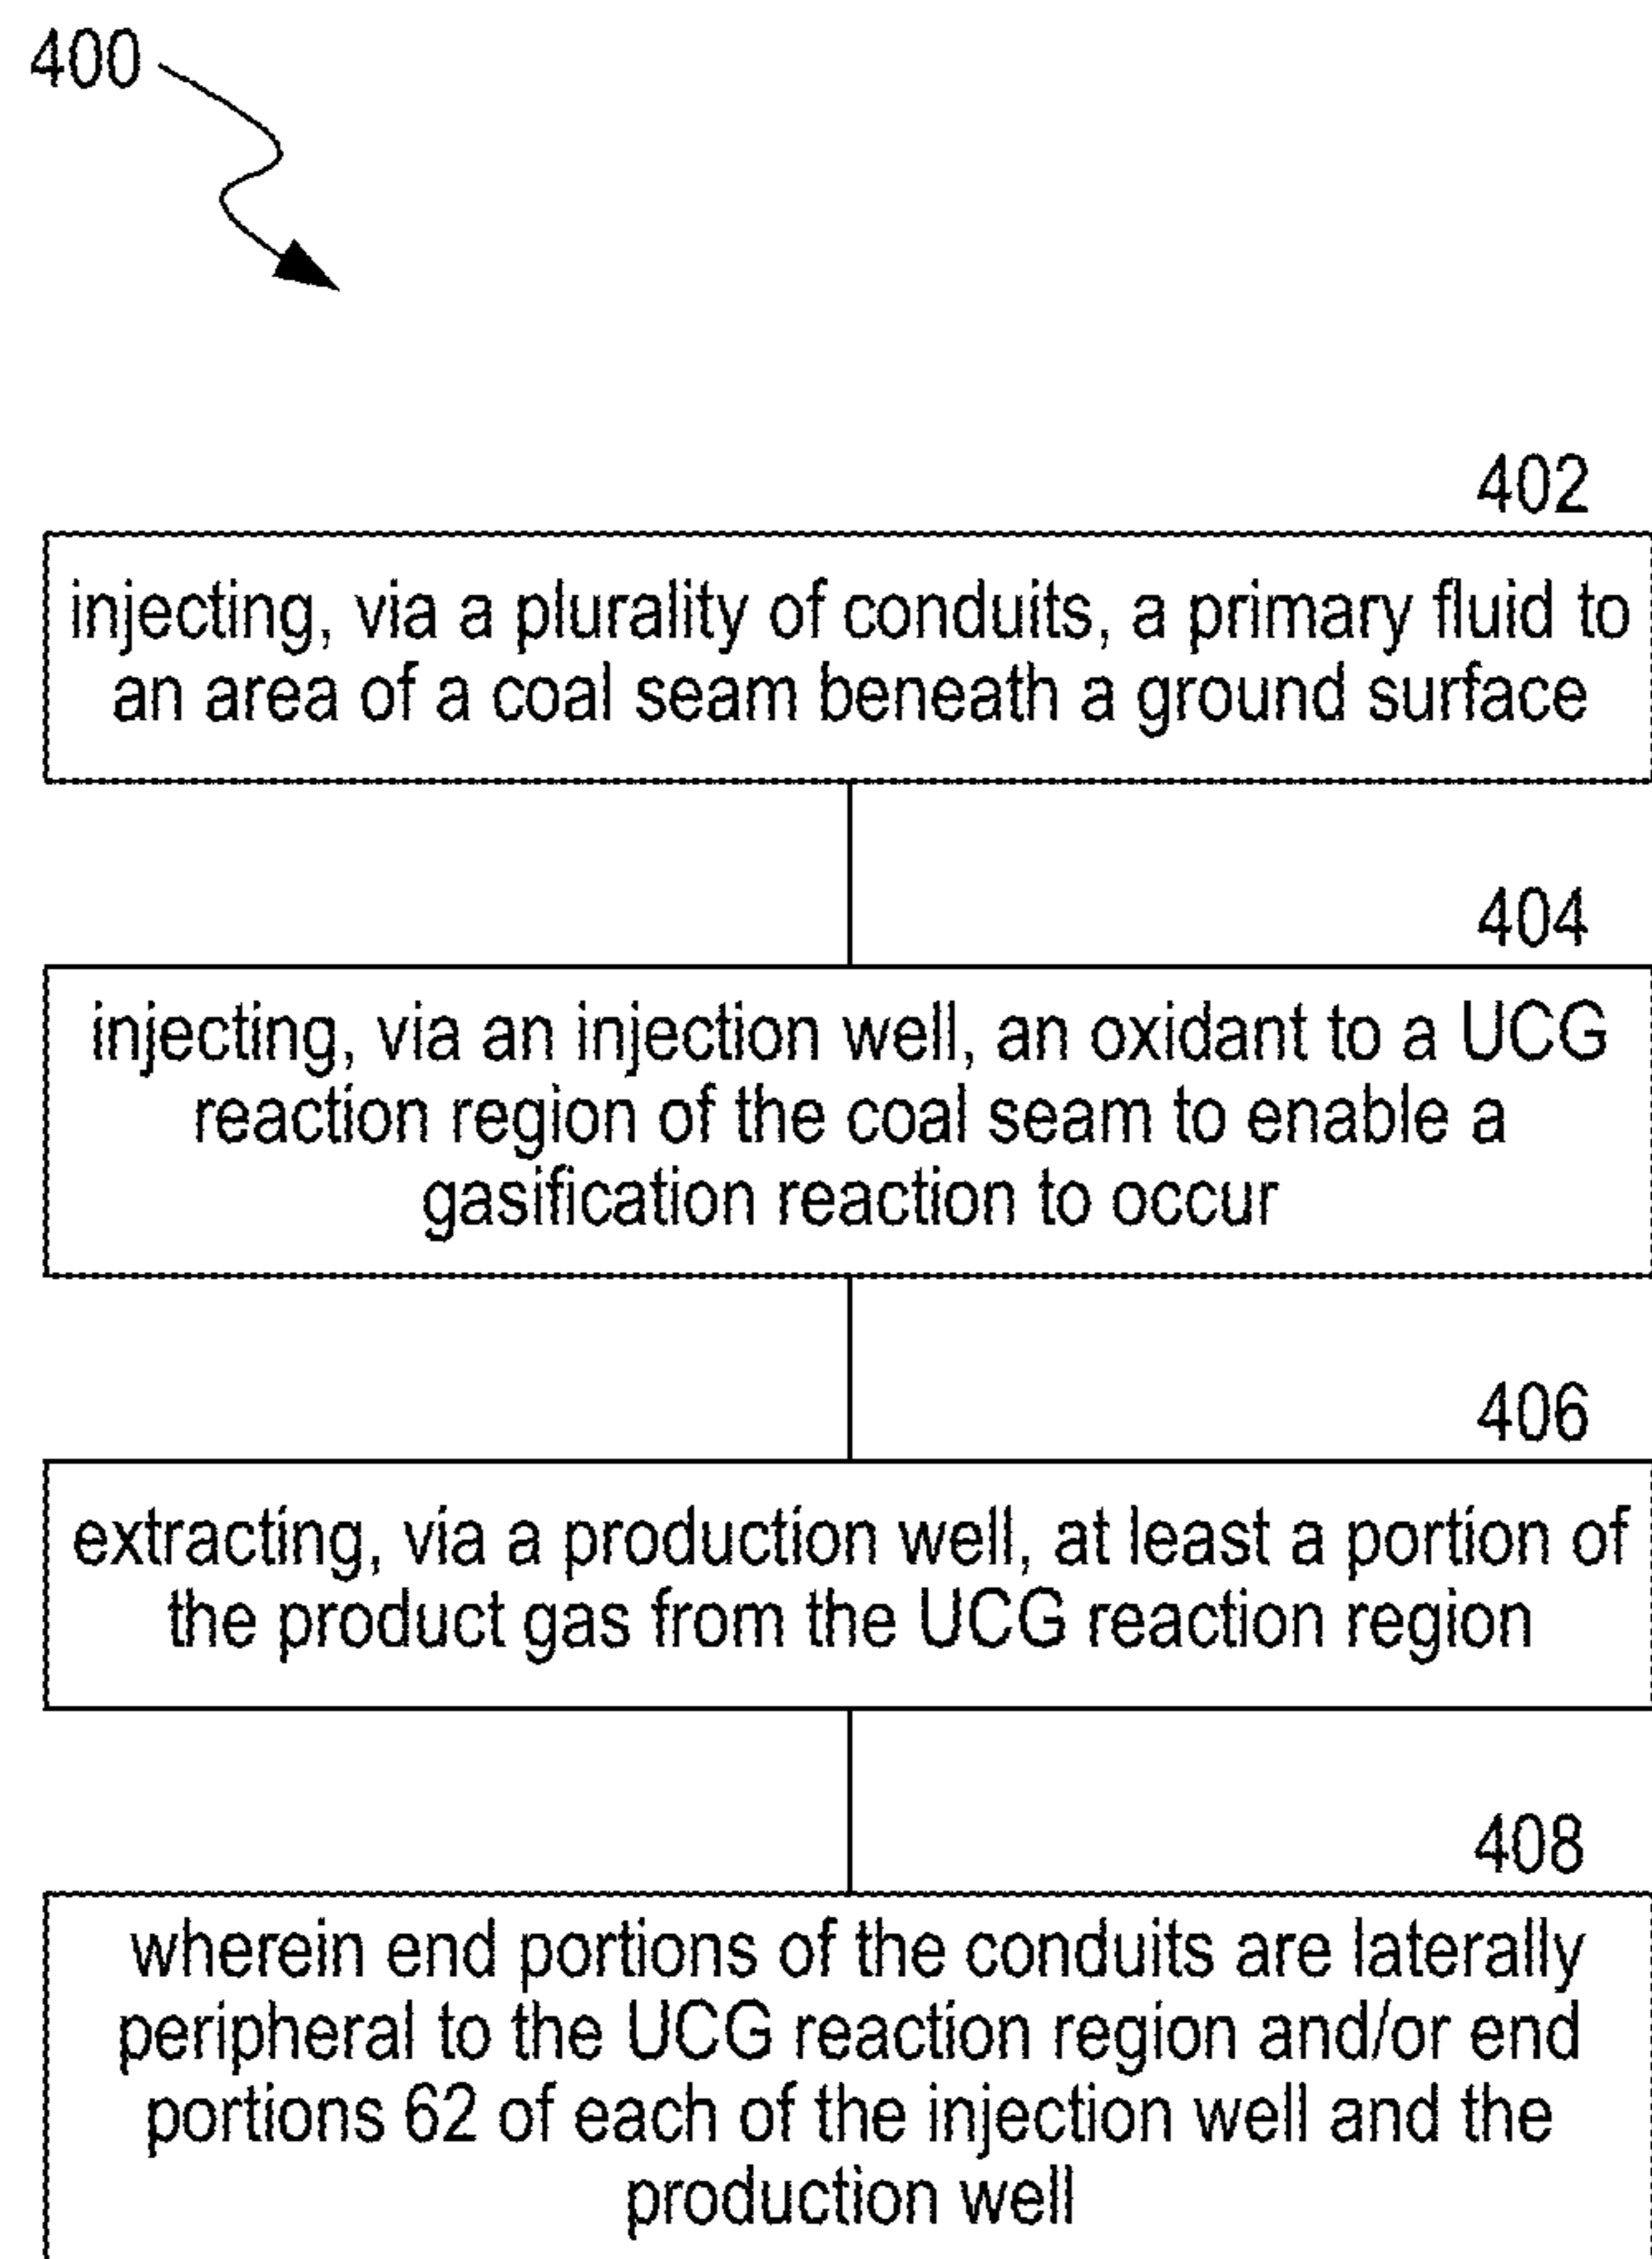 400
402
injecting, via a plurality of conduits, a primary fluid to
an area of a coal seam beneath a ground surface
404
injecting, via an injection well, an oxidant to a UCG
reaction region of the coal seam to enable a
gasification reaction to occur
406
extracting, via a production well, at least a portion of
the product gas from the UCG reaction region
408
wherein end portions of the conduits are laterally
peripheral to the UCG reaction region and/or end
portions 62 of each of the injection well and the
production well